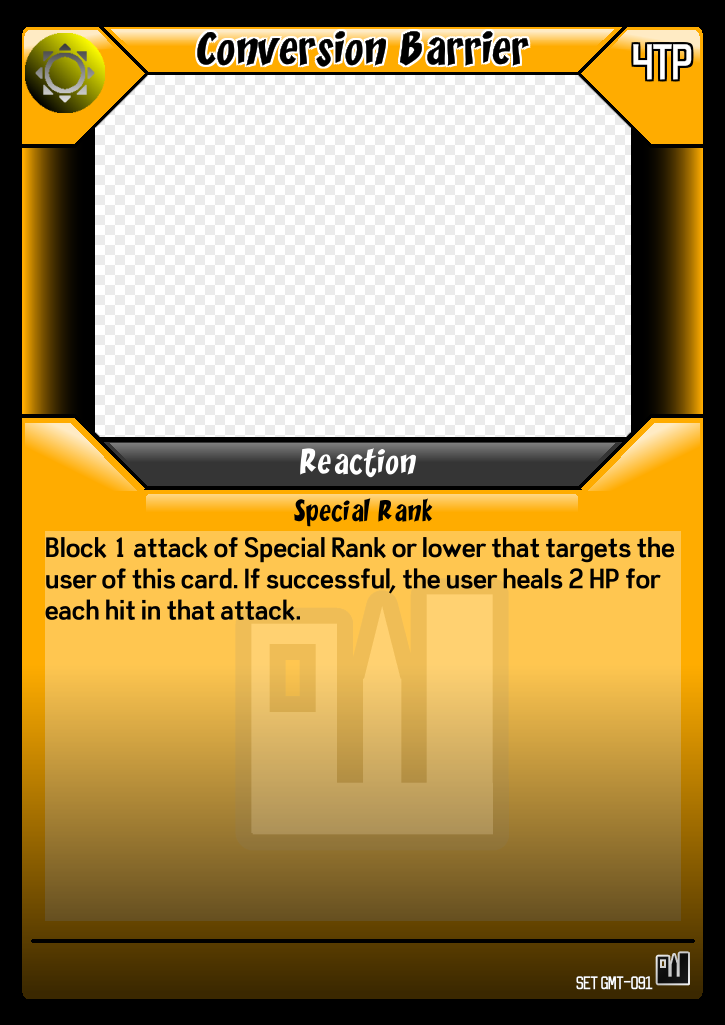 Conversion Barrier
4TP
Reaction
Special Rank
Block 1 attack of Special Rank or lower that targets the
user of this card. If successful, the user heals 2 HP for
each hit in that attack.
SET GMT-091